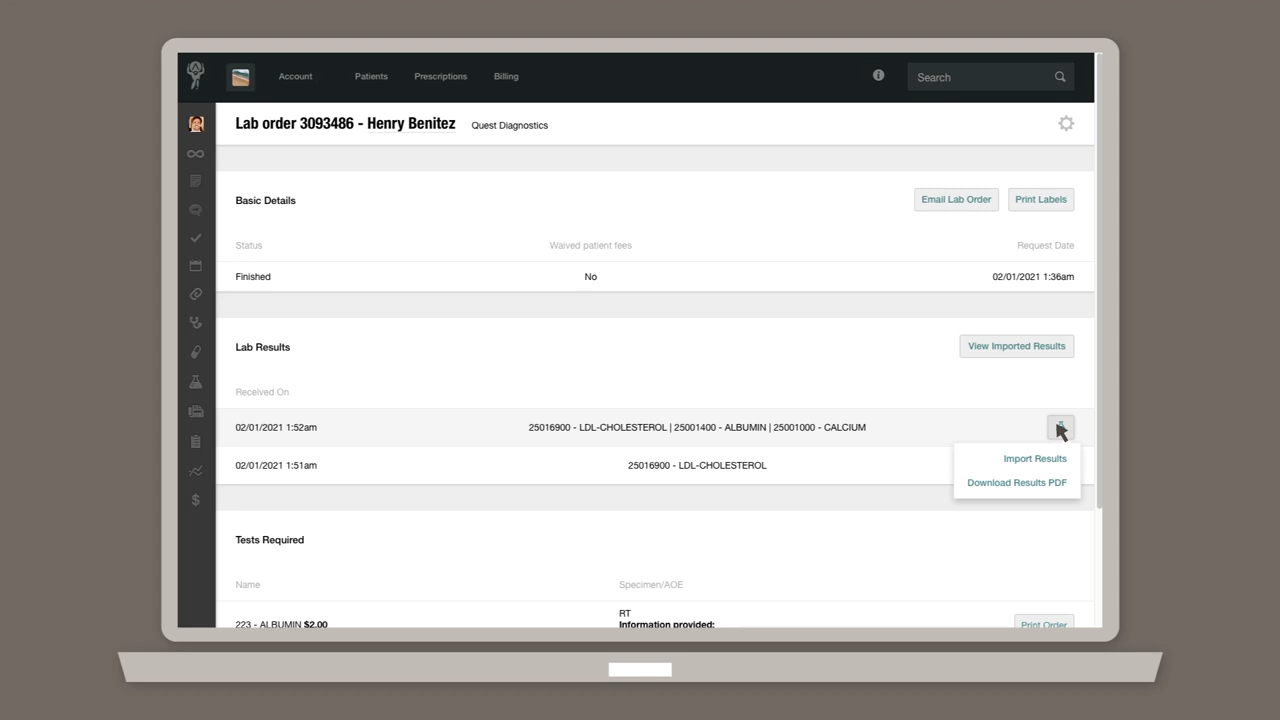 Account Patients Prescriptions Billing Search
Lab order 3093486 - Henry Benitez Quest Diagnostics
Basic Details Email Lab Order Print Labels
Status Waived patient fees Request Date
Finished No 02/01/2021 1:36am
Lab Results View Imported Results
Received On
02/01/2021 1:52am 25016900 - LDL-CHOLESTEROL | 25001400 - ALBUMIN | 25001000 - CALCIUM
02/01/2021 1:51am 25016900 - LDL-CHOLESTEROL
Import Results
Download Results PDF
Tests Required
Name Specimen/AOE
RT
223 - ALBUMIN $2.00 Information provided: Print Order